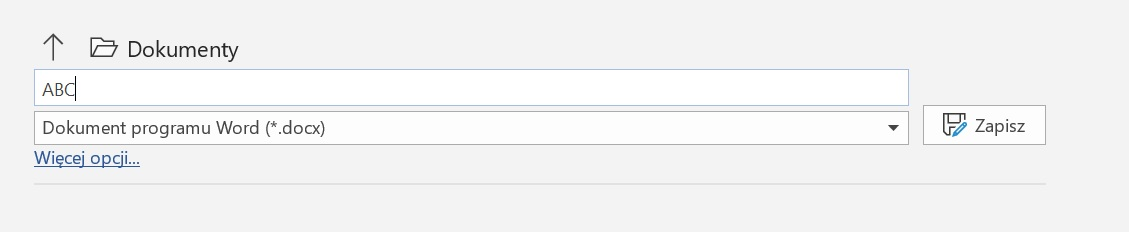 Dokumenty
ABC
Dokument programu Word (*.docx)
Zapisz
Więcej opcji...